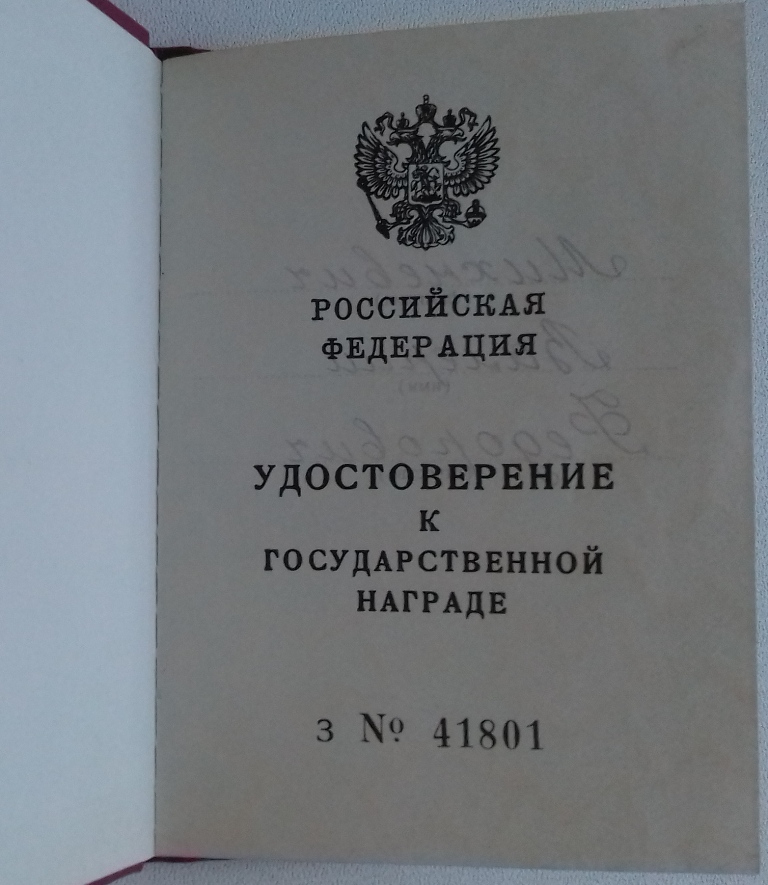 РОССИЙСКАЯ
ФЕДЕРАЦИЯ
УДОСТОВЕРЕНИЕ
К
ГОСУДАРСТВЕННОЙ
НАГРАДЕ
З № 41801